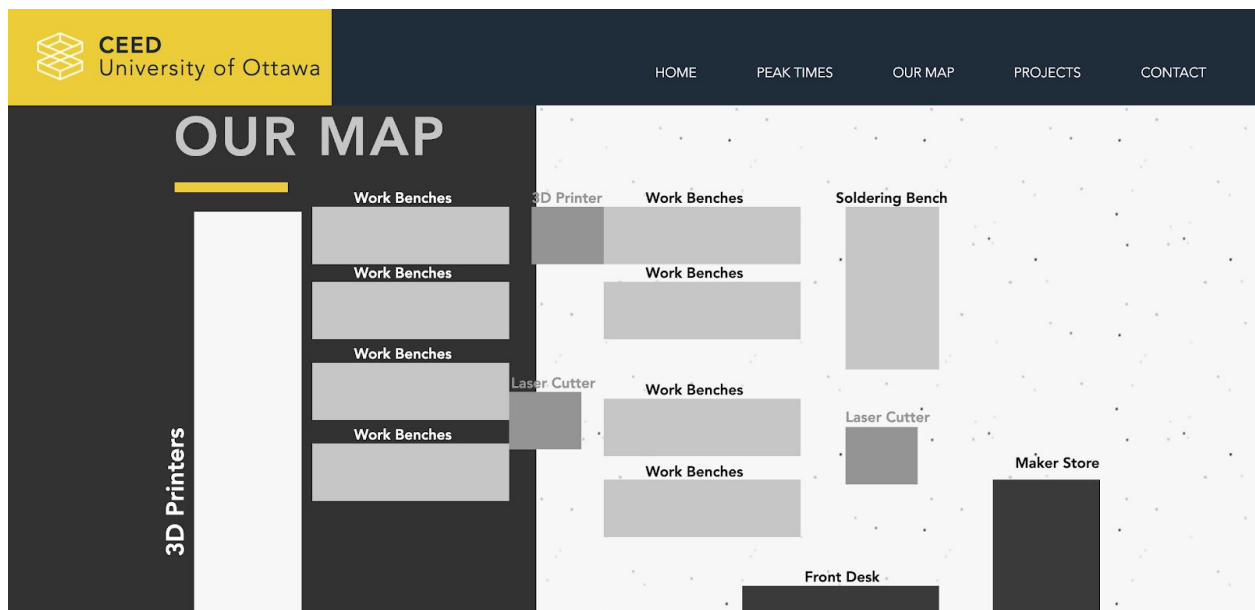 CEED
University of Ottawa
HOME
PEAK TIMES
OUR MAP
PROJECTS
CONTACT
OUR MAP
Work Benches
3D Printer
Work Benches
Soldering Bench
Work Benches
Work Benches
Work Benches
Laser Cutter
Work Benches
Laser Cutter
Work Benches
Work Benches
Maker Store
3D Printers
Front Desk